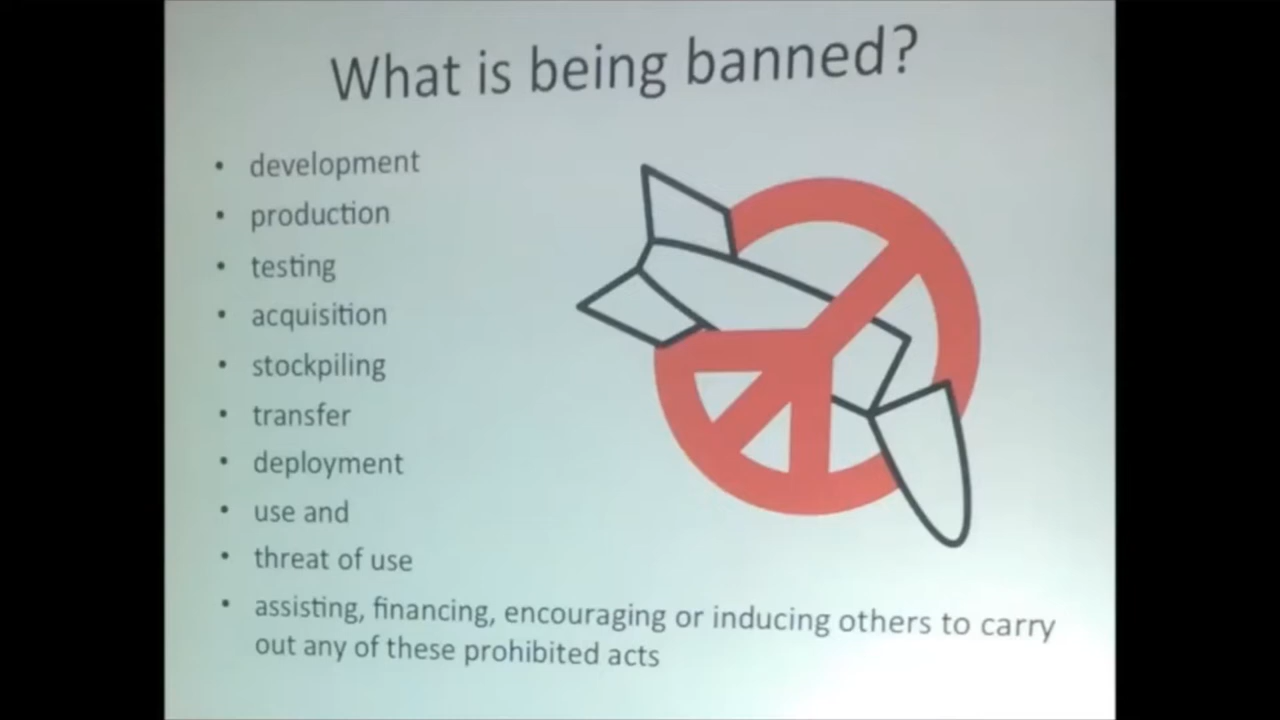 What is being banned?
• development
• production
• testing
• acquisition
• stockpiling
• transfer
• deployment
• use and
• threat of use
• assisting, financing, encouraging or inducing others to carry
out any of these prohibited acts